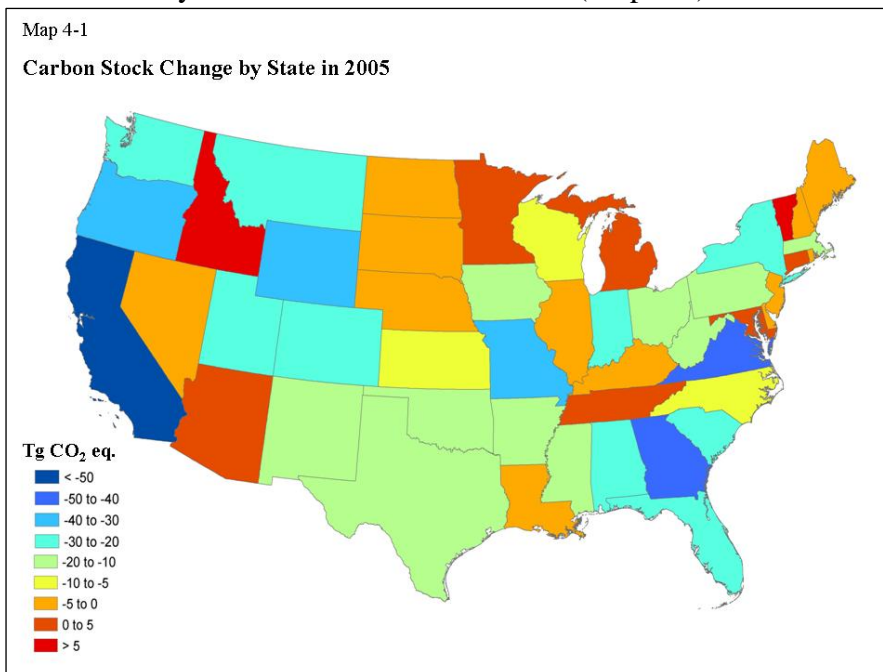 Map 4-1
Carbon Stock Change by State in 2005
Tg CO₂ eq.
< -50
-50 to -40
-40 to -30
-30 to -20
-20 to -10
-10 to -5
-5 to 0
0 to 5
> 5